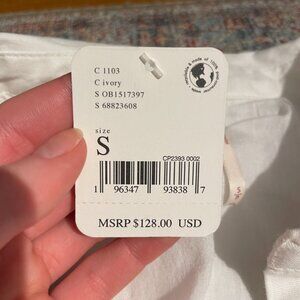 C 1103
C ivory
S OB1517397
S 68823608
size
S
CP2393 0002
1 96347 93838 7
MSRP $128.00 USD